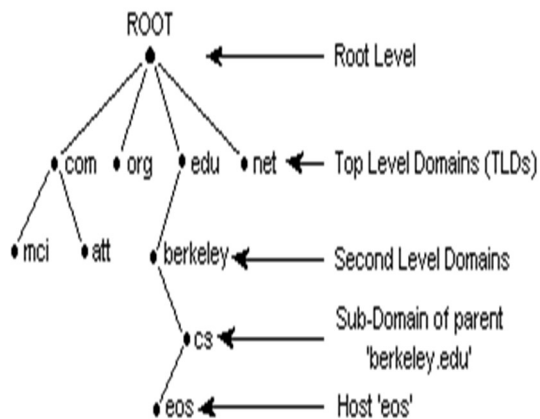 ROOT
Root Level
com org edu net Top Level Domains (TLDs)
mci att berkeley Second Level Domains
Sub-Domain of parent
cs 'berkeley.edu'
eos Host 'eos'